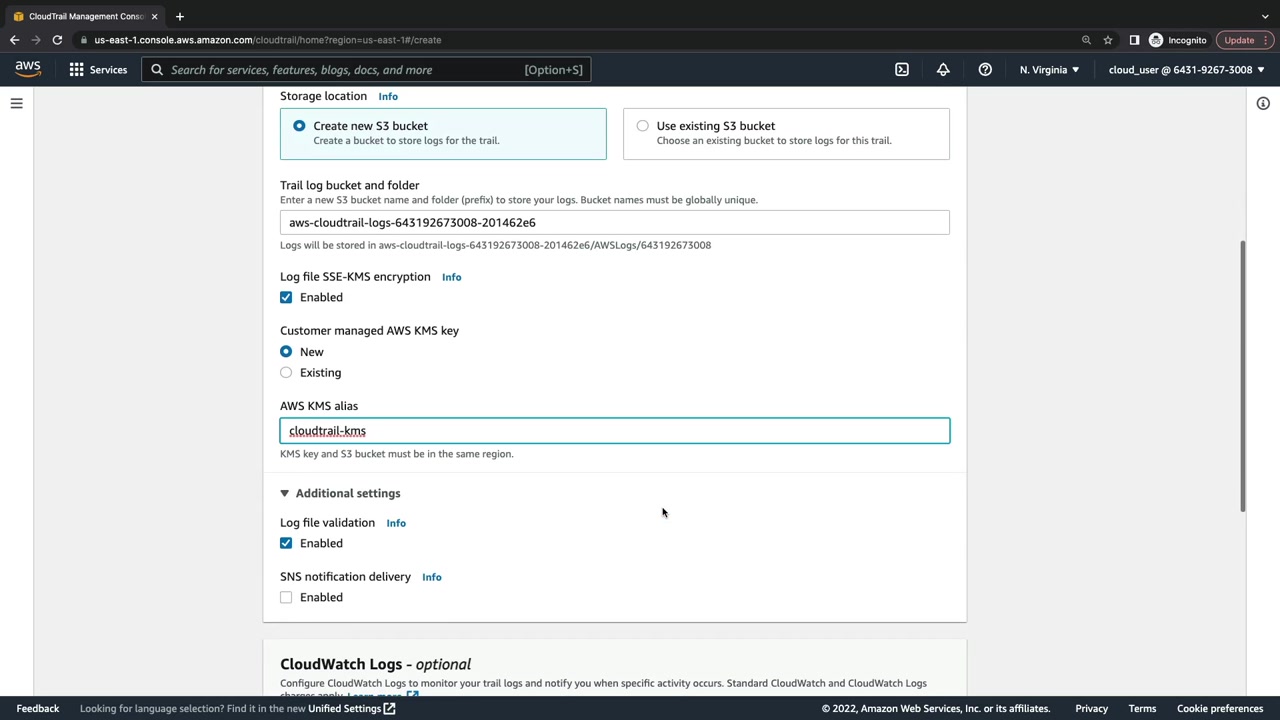 CloudTrail Management Conso
us-east-1.console.aws.amazon.com/cloudtrail/home?region=us-east-1#/create
Incognito
Update
aws
Services
Search for services, features, blogs, docs, and more
[Option+S]
N. Virginia
cloud_user @ 6431-9267-3008
Storage location Info
Create new S3 bucket
Create a bucket to store logs for the trail.
Use existing S3 bucket
Choose an existing bucket to store logs for this trail.
Trail log bucket and folder
Enter a new S3 bucket name and folder (prefix) to store your logs. Bucket names must be globally unique.
aws-cloudtrail-logs-643192673008-201462e6
Logs will be stored in aws-cloudtrail-logs-643192673008-201462e6/AWSLogs/643192673008
Log file SSE-KMS encryption Info
Enabled
Customer managed AWS KMS key
New
Existing
AWS KMS alias
cloudtrail-kms
KMS key and S3 bucket must be in the same region.
Additional settings
Log file validation Info
Enabled
SNS notification delivery Info
Enabled
CloudWatch Logs - optional
Configure CloudWatch Logs to monitor your trail logs and notify you when specific activity occurs. Standard CloudWatch and CloudWatch Logs
charges apply. Learn more
Feedback
Looking for language selection? Find it in the new Unified Settings
© 2022, Amazon Web Services, Inc. or its affiliates.
Privacy
Terms
Cookie preferences